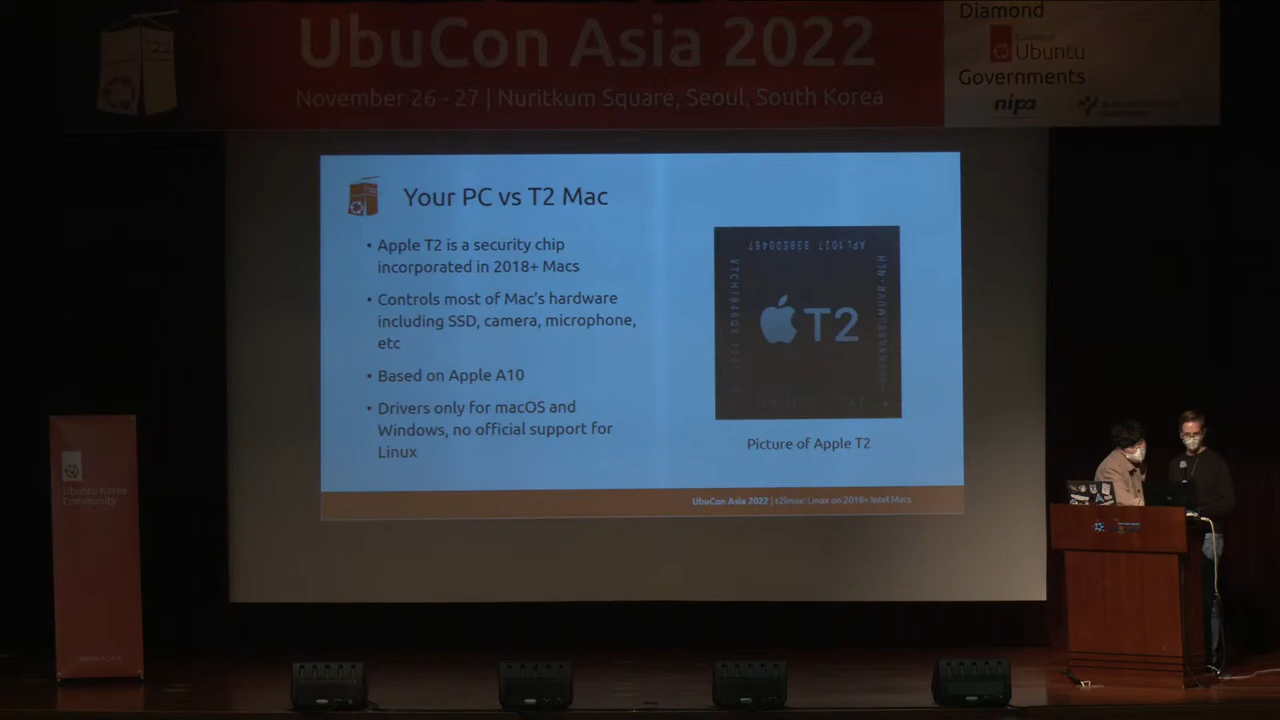 UbuCon Asia 2022
November 26 - 27 | Nuritkum Square, Seoul, South Korea
Diamond
Ubuntu
Governments
nipa
Your PC vs T2 Mac
• Apple T2 is a security chip
incorporated in 2018+ Macs
• Controls most of Mac's hardware
including SSD, camera, microphone,
etc
• Based on Apple A10
• Drivers only for macOS and
Windows, no official support for
Linux
APL1027 339S00467
T2
Picture of Apple T2
UbuCon Asia 2022 | t2linux: Linux on 2018+ Intel Macs
Ubuntu Korea
Community